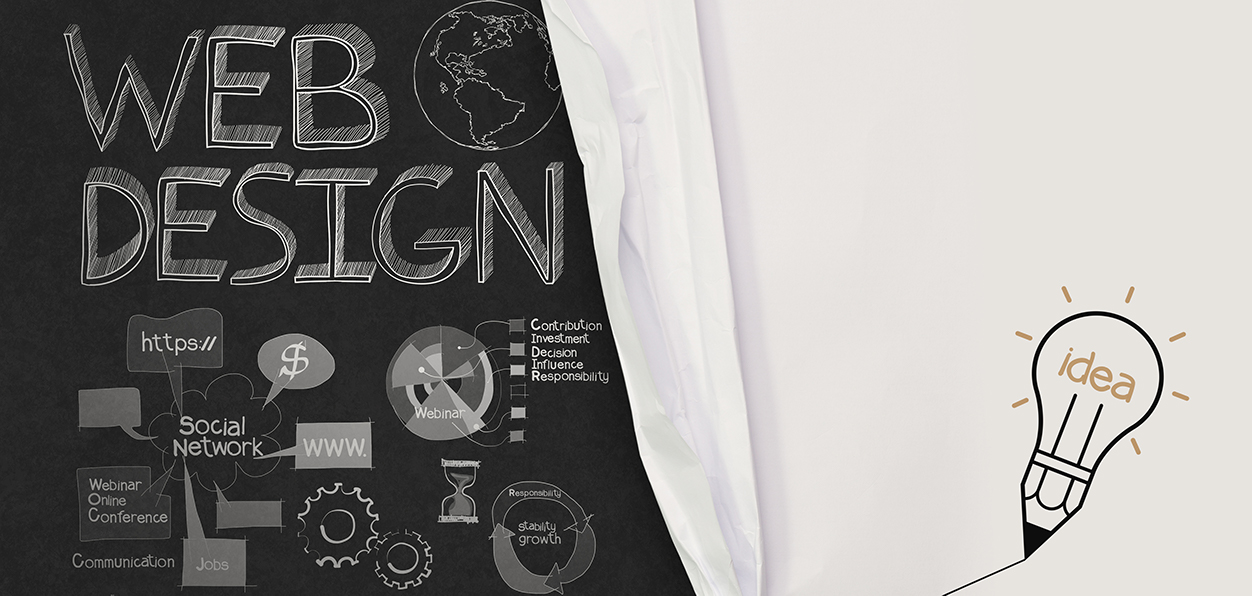 WEB
DESIGN
https://
$
Social
Network
www.
Webinar
Online
Conference
Communication
Jobs
Webinar
Contribution
Investment
Decision
Influence
Responsibility
Responsibility
stability
growth
idea